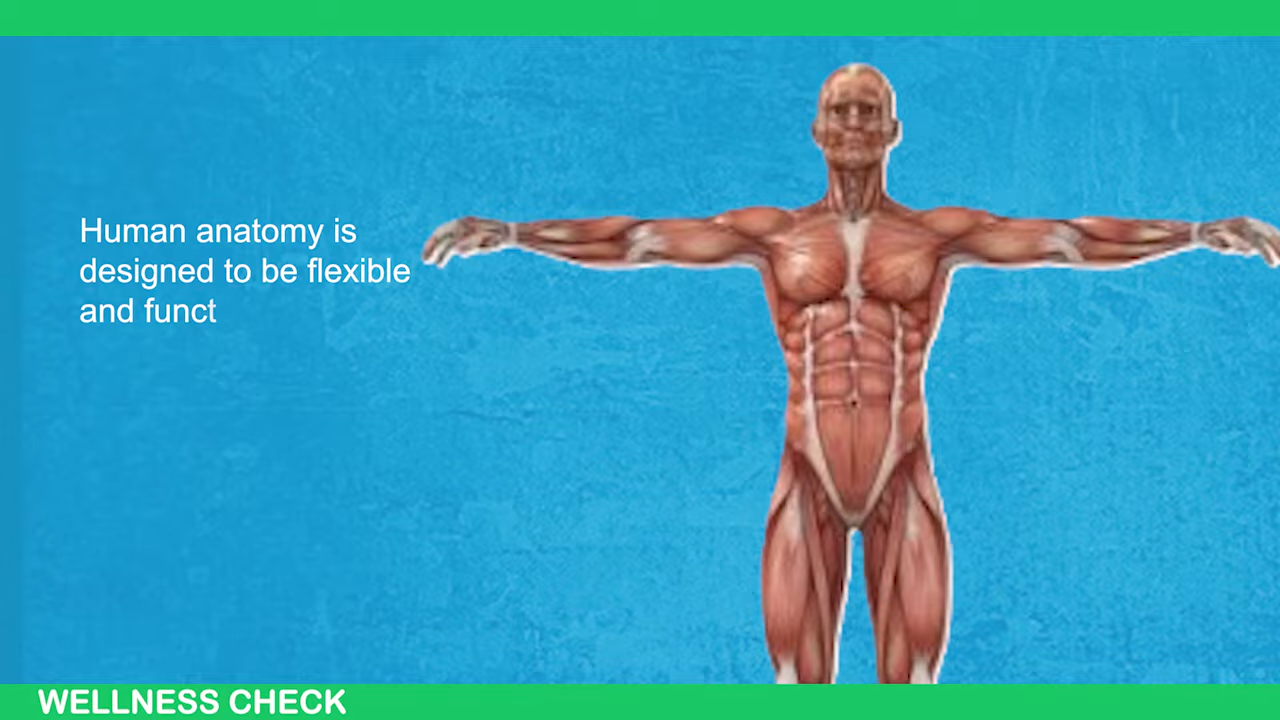 Human anatomy is
designed to be flexible
and funct
WELLNESS CHECK